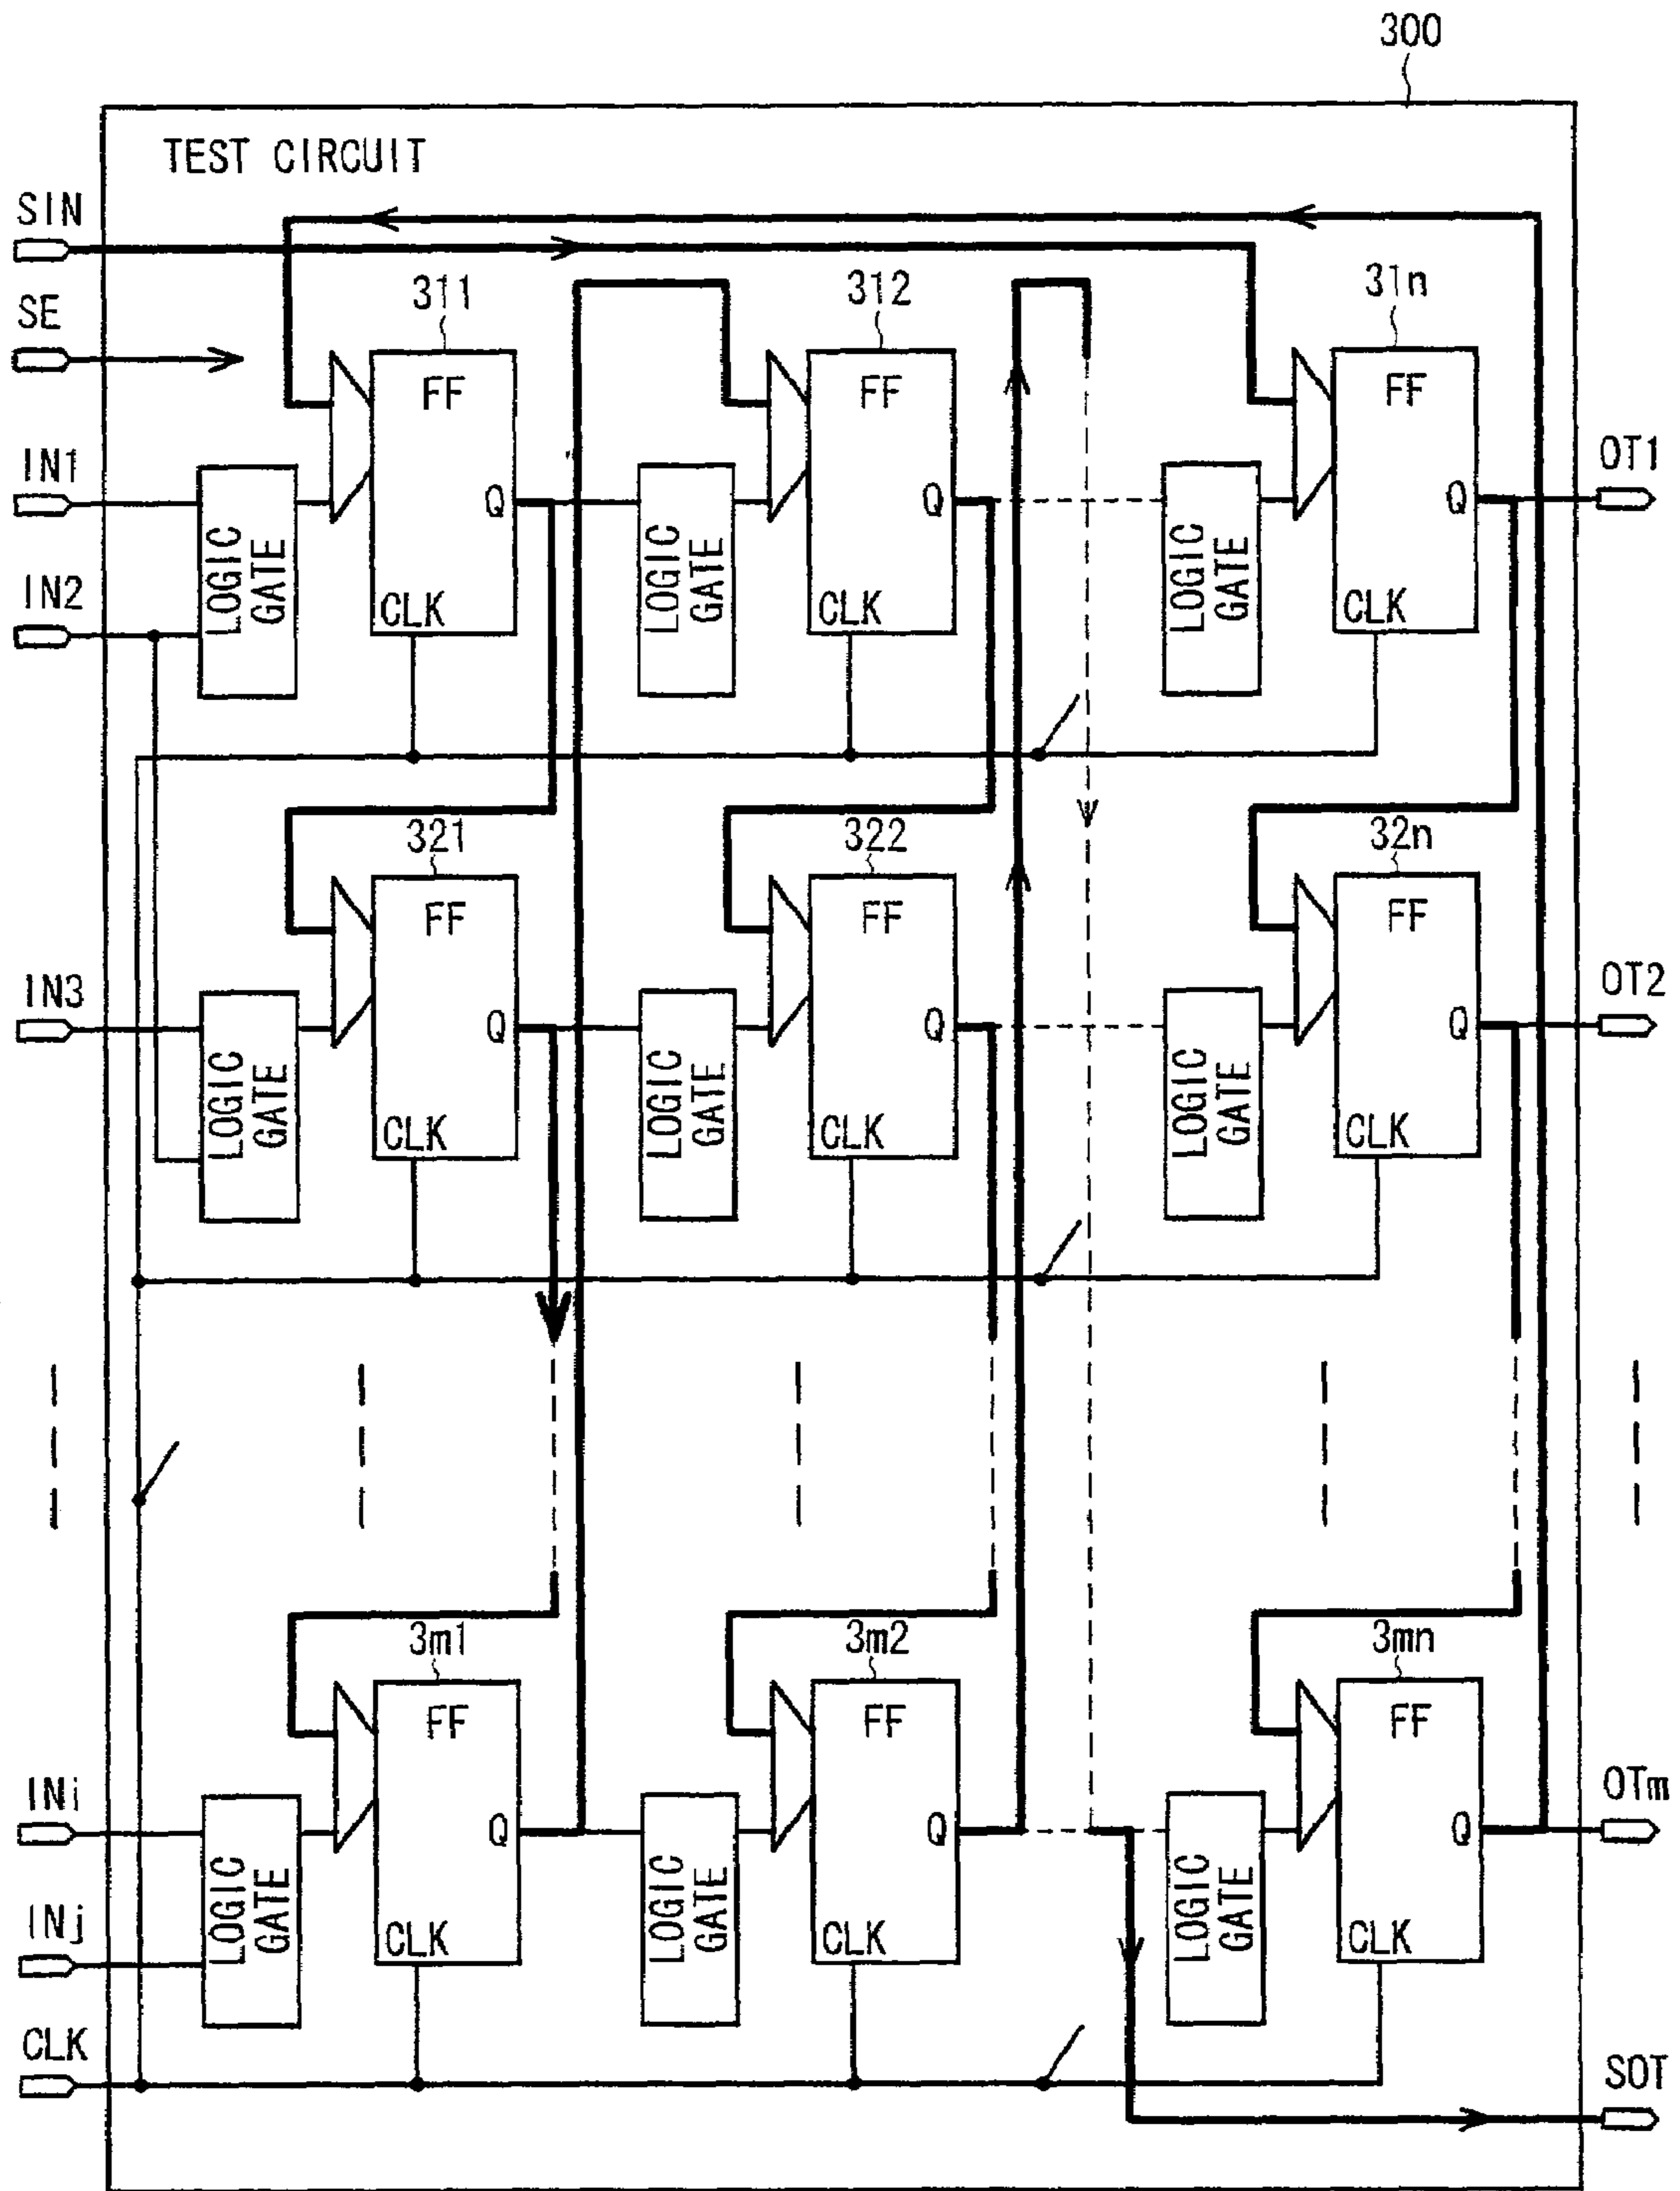 300
TEST CIRCUIT
SIN
SE
311
312
31n
FF
FF
FF
IN1
Q
Q
Q
OT1
LOGIC GATE
LOGIC GATE
LOGIC GATE
IN2
CLK
CLK
CLK
321
322
32n
FF
FF
FF
IN3
Q
Q
Q
OT2
LOGIC GATE
LOGIC GATE
LOGIC GATE
CLK
CLK
CLK
3m1
3m2
3mn
FF
FF
FF
INi
Q
Q
Q
OTm
LOGIC GATE
LOGIC GATE
LOGIC GATE
INj
CLK
CLK
CLK
CLK
SOT